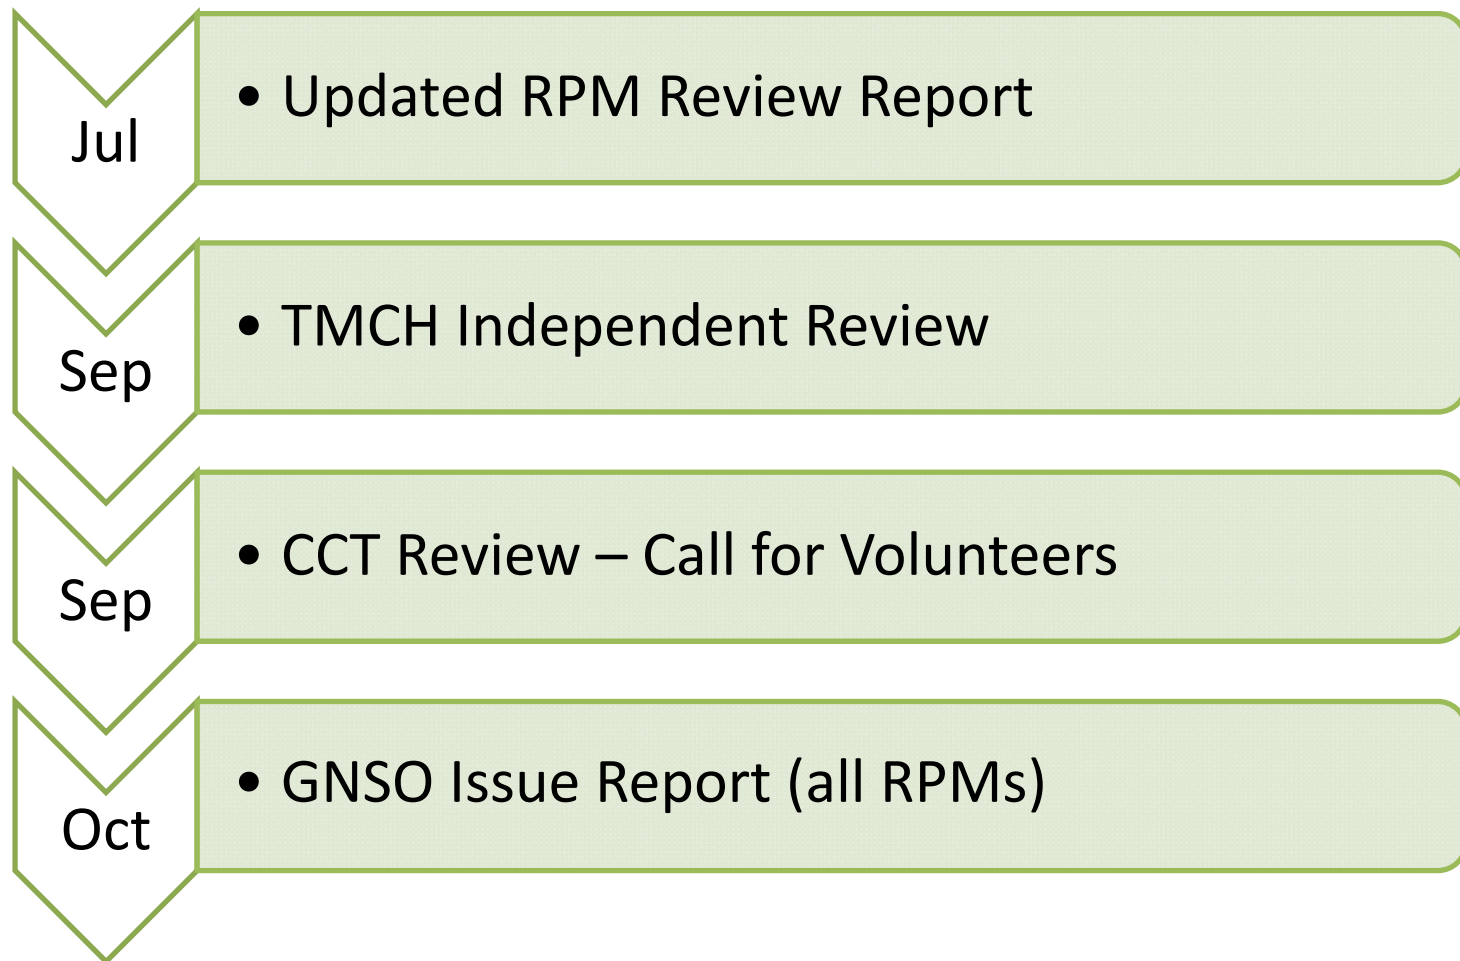 Jul
• Updated RPM Review Report
Sep
• TMCH Independent Review
Sep
• CCT Review – Call for Volunteers
Oct
• GNSO Issue Report (all RPMs)